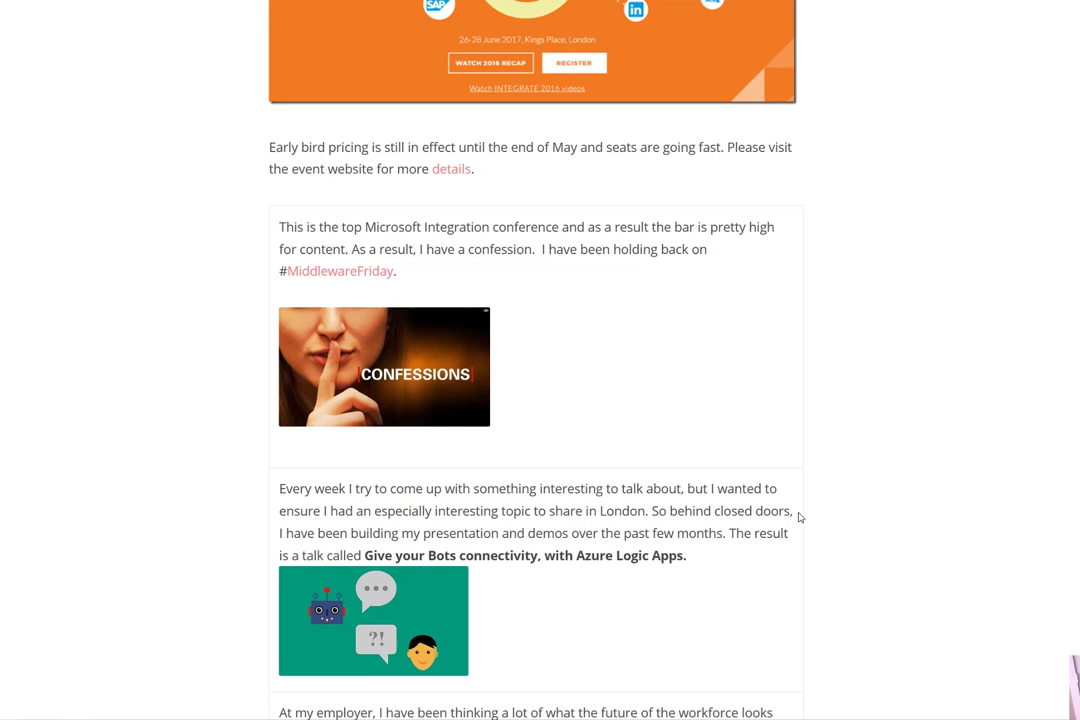 SAP
in
26-28 June 2017, Kings Place, London
WATCH 2016 RECAP REGISTER
Watch INTEGRATE 2016 videos
Early bird pricing is still in effect until the end of May and seats are going fast. Please visit
the event website for more details.
This is the top Microsoft Integration conference and as a result the bar is pretty high
for content. As a result, I have a confession.  I have been holding back on
#MiddlewareFriday.
CONFESSIONS
Every week I try to come up with something interesting to talk about, but I wanted to
ensure I had an especially interesting topic to share in London. So behind closed doors,
I have been building my presentation and demos over the past few months. The result
is a talk called Give your Bots connectivity, with Azure Logic Apps.
?!
At my employer, I have been thinking a lot of what the future of the workforce looks